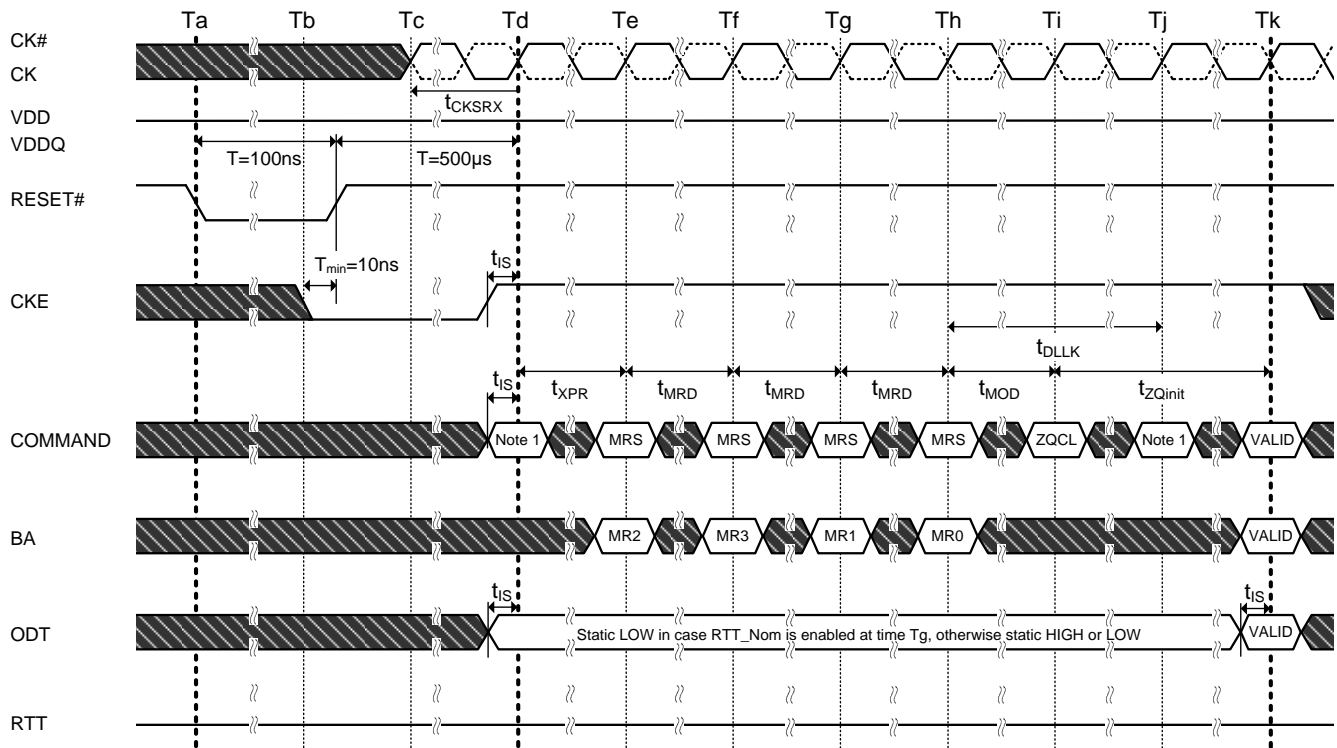 Ta Tb Tc Td Te Tf Tg Th Ti Tj Tk
CK#
CK
tCKSRX
VDD
VDDQ
T=100ns T=500µs
RESET#
Tmin=10ns tIS
CKE
tDLLK
tIS tXPR tMRD tMRD tMRD tMOD tZQinit
COMMAND Note 1 MRS MRS MRS MRS ZQCL Note 1 VALID
BA MR2 MR3 MR1 MR0 VALID
tIS tIS
ODT Static LOW in case RTT_Nom is enabled at time Tg, otherwise static HIGH or LOW VALID
RTT